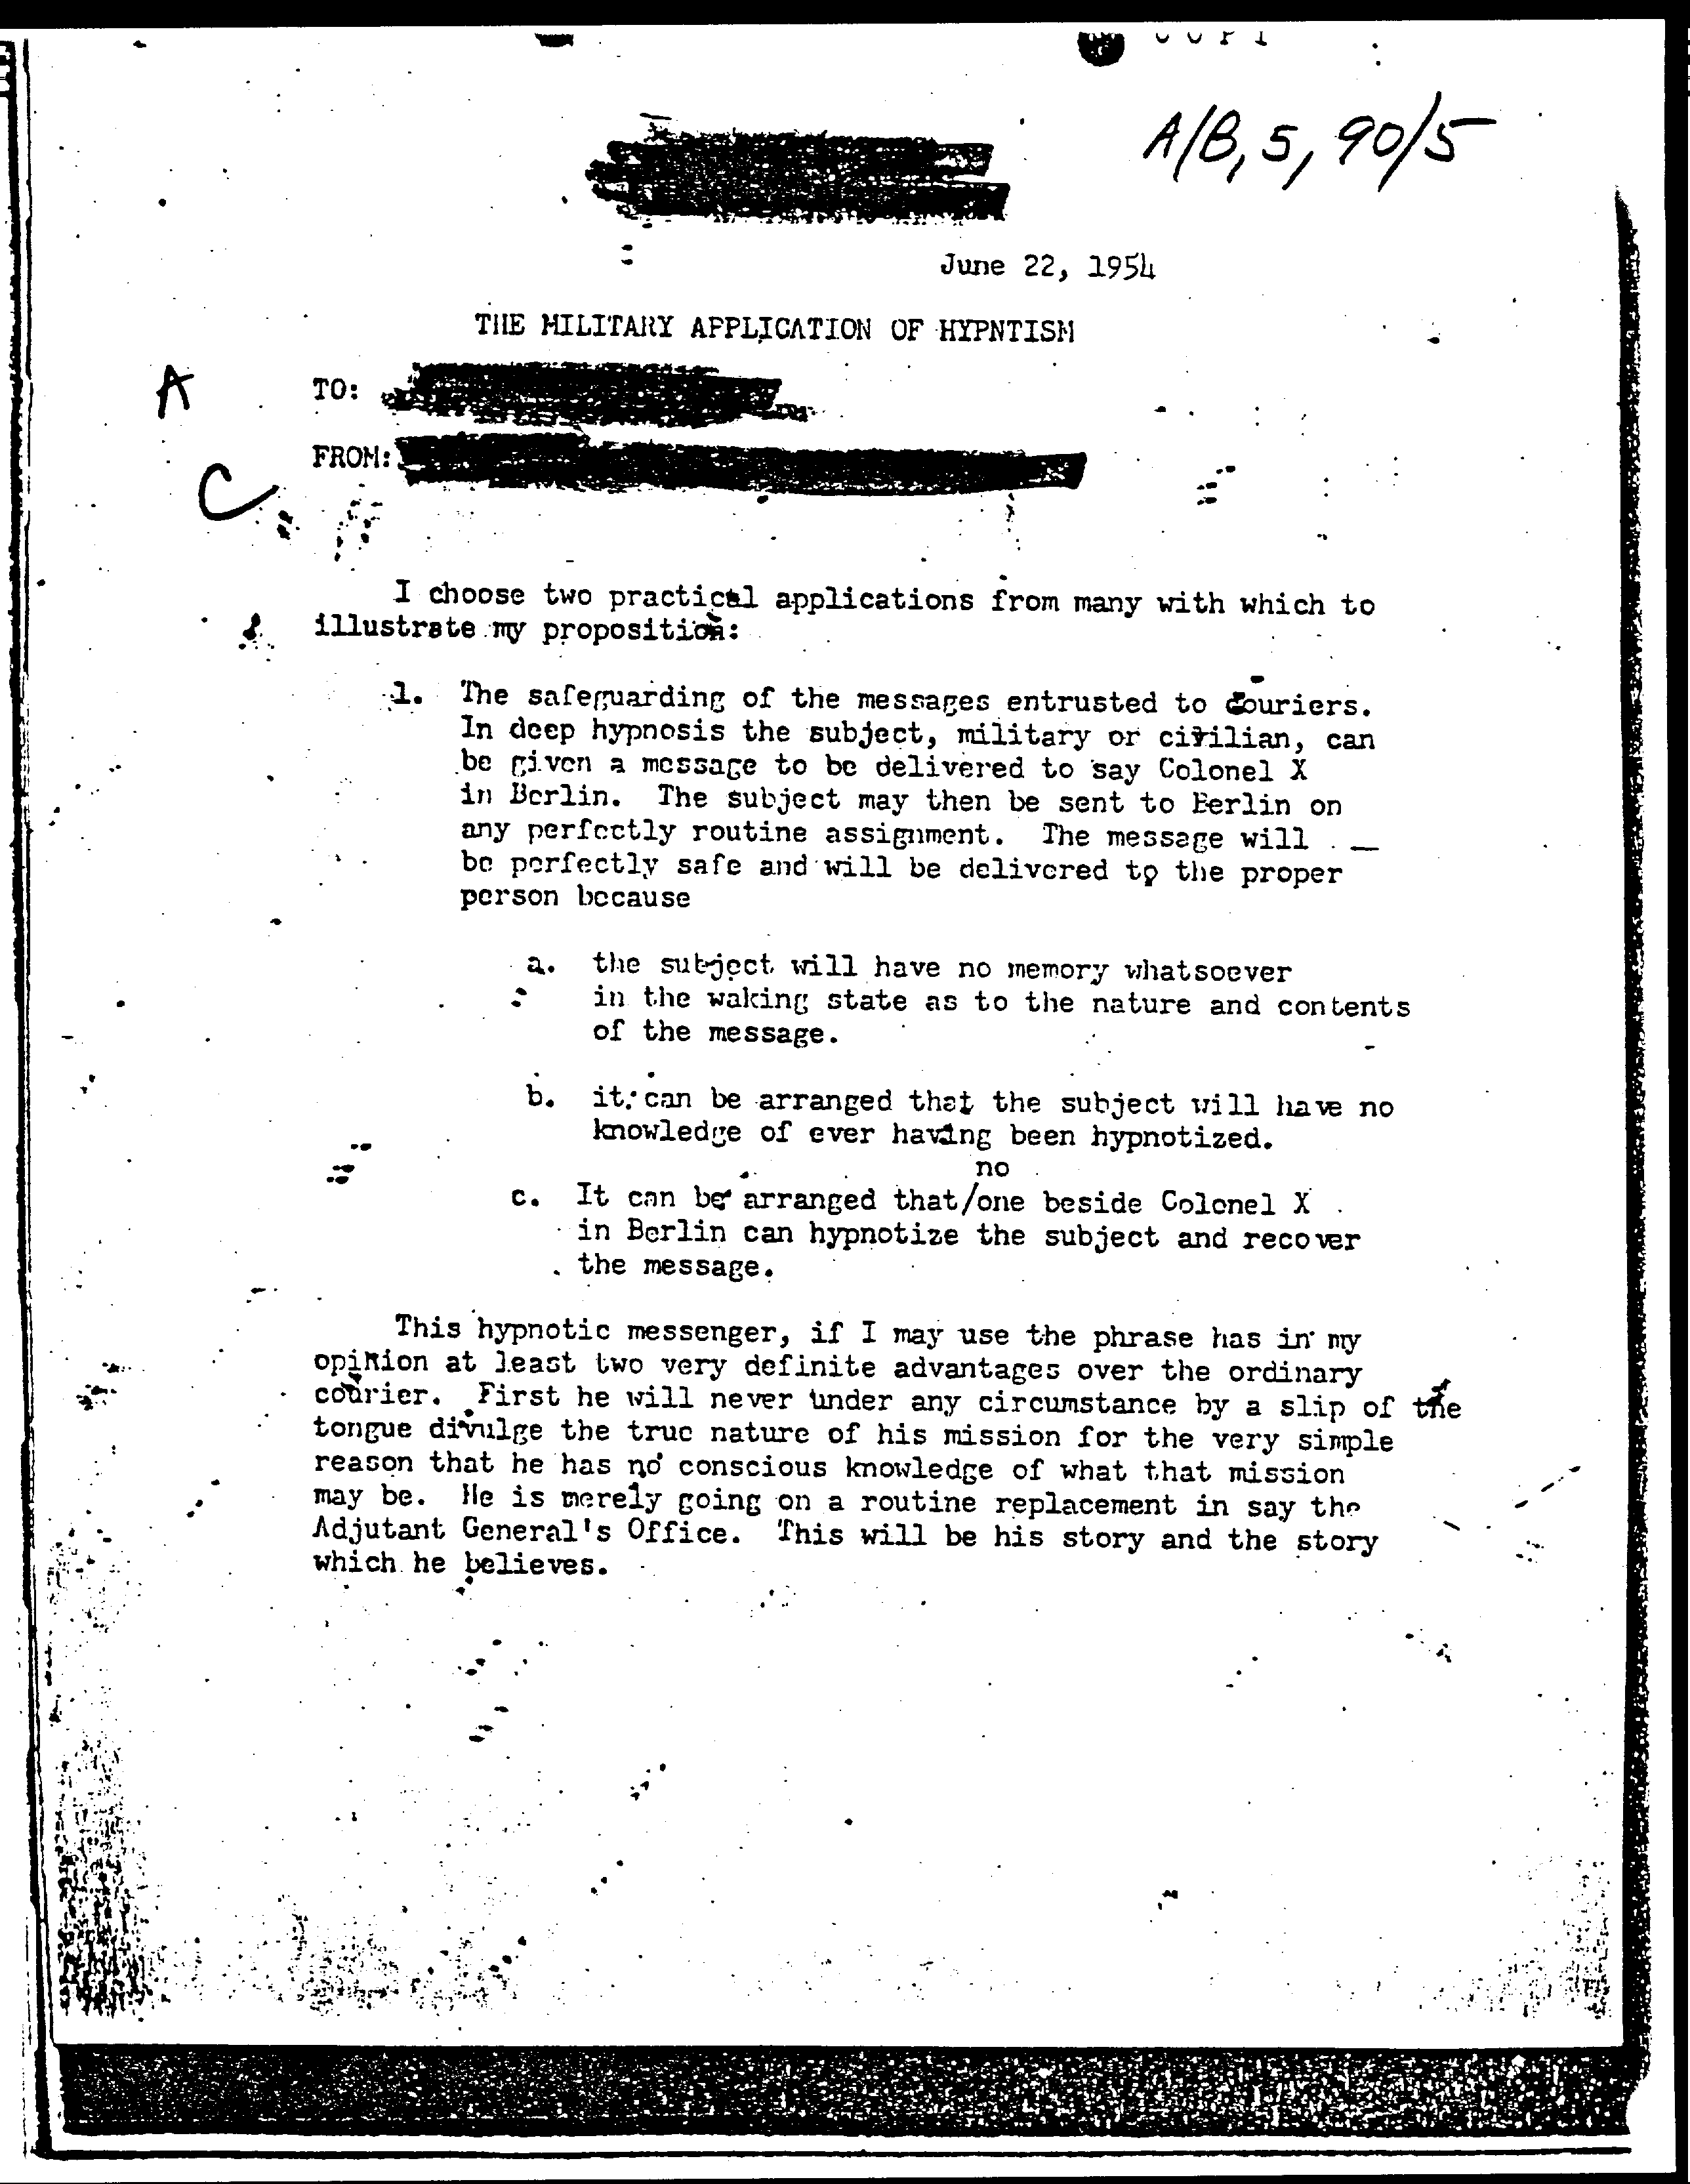 COPY
A/B, 5, 90/5
June 22, 1954
THE MILITARY APPLICATION OF HYPNTISM
A
TO:
FROM:
C
I choose two practical applications from many with which to
illustrate my proposition:
1. The safeguarding of the messages entrusted to couriers.
In deep hypnosis the subject, military or civilian, can
be given a message to be delivered to say Colonel X
in Berlin. The subject may then be sent to Berlin on
any perfectly routine assignment. The message will
be perfectly safe and will be delivered to the proper
person because
a. the subject will have no memory whatsoever
in the waking state as to the nature and contents
of the message.
b. it can be arranged that the subject will have no
knowledge of ever having been hypnotized.
no
c. It can be arranged that/one beside Colonel X
in Berlin can hypnotize the subject and recover
the message.
This hypnotic messenger, if I may use the phrase has in my
opinion at least two very definite advantages over the ordinary
courier. First he will never under any circumstance by a slip of the
tongue divulge the true nature of his mission for the very simple
reason that he has no conscious knowledge of what that mission
may be. He is merely going on a routine replacement in say the
Adjutant General's Office. This will be his story and the story
which he believes.